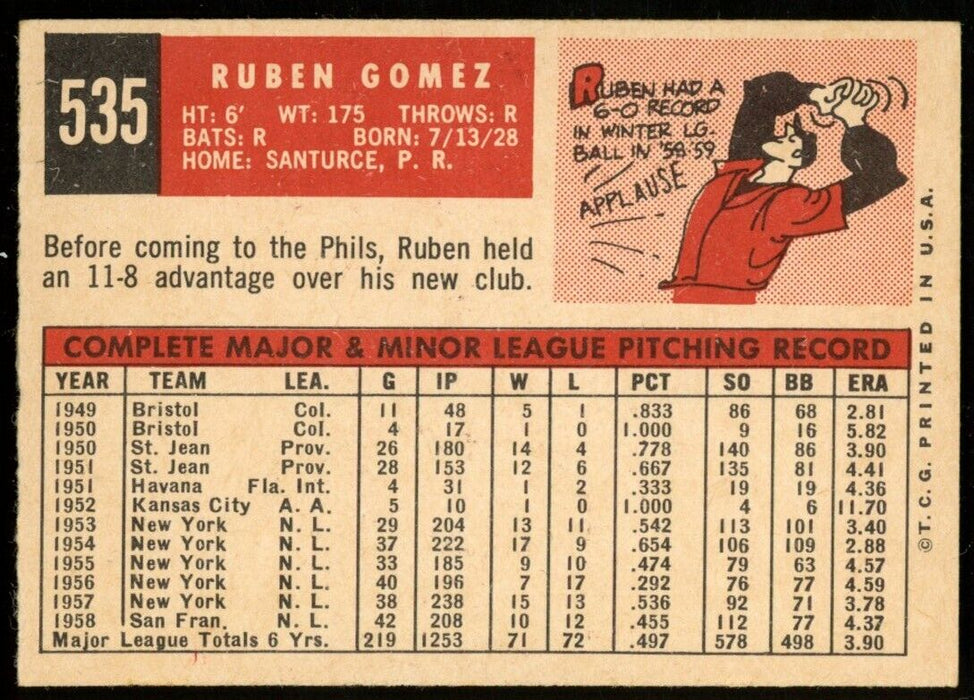 535
RUBEN GOMEZ
HT: 6' WT: 175 THROWS: R
BATS: R BORN: 7/13/28
HOME: SANTURCE, P. R.
RUBEN HAD A
6-0 RECORD
IN WINTER LG.
BALL IN '58-59.
APPLAUSE
Before coming to the Phils, Ruben held
an 11-8 advantage over his new club.
COMPLETE MAJOR & MINOR LEAGUE PITCHING RECORD
YEAR TEAM LEA. G IP W L PCT SO BB ERA
1949 Bristol Col. 11 48 5 1 .833 86 68 2.81
1950 Bristol Col. 4 17 1 0 1.000 9 16 5.82
1950 St. Jean Prov. 26 180 14 4 .778 140 86 3.90
1951 St. Jean Prov. 28 153 12 6 .667 135 81 4.41
1951 Havana Fla. Int. 4 31 1 2 .333 19 19 4.36
1952 Kansas City A. A. 5 10 1 0 1.000 4 6 11.70
1953 New York N. L. 29 204 13 11 .542 113 101 3.40
1954 New York N. L. 37 222 17 9 .654 106 109 2.88
1955 New York N. L. 33 185 9 10 .474 79 63 4.57
1956 New York N. L. 40 196 7 17 .292 76 77 4.59
1957 New York N. L. 38 238 15 13 .536 92 71 3.78
1958 San Fran. N. L. 42 208 10 12 .455 112 77 4.37
Major League Totals 6 Yrs. 219 1253 71 72 .497 578 498 3.90
©T.C.G. PRINTED IN U.S.A.